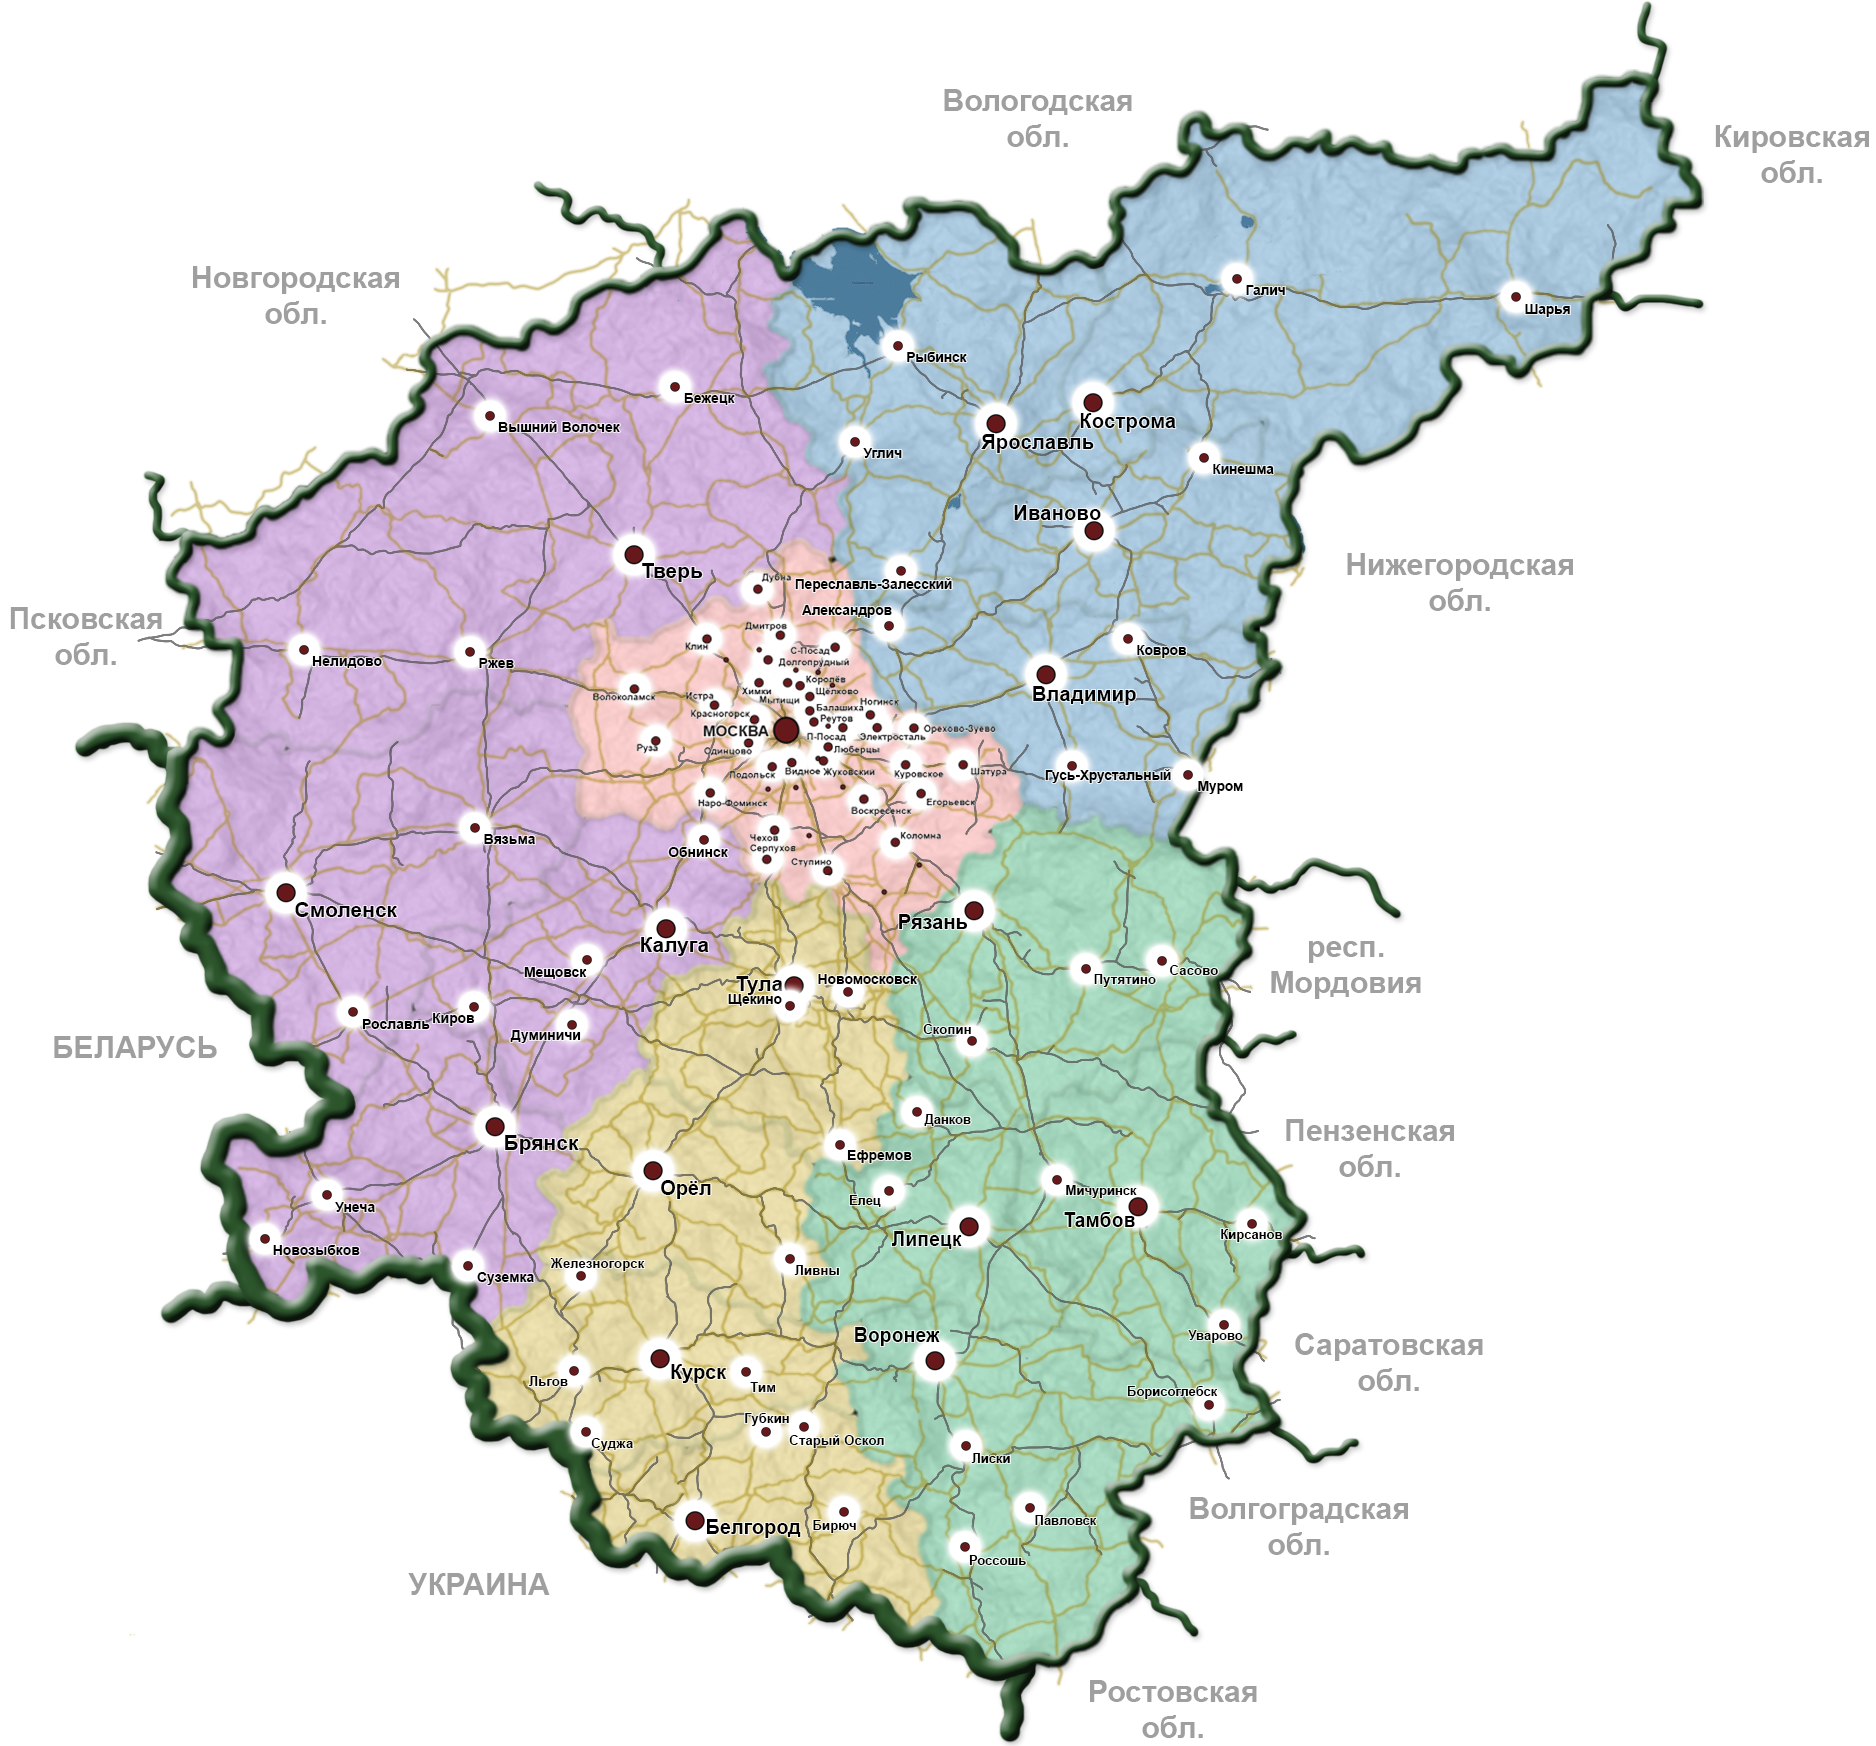 Вологодская
обл.
Кировская
обл.
Новгородская
обл.
Галич
Шарья
Рыбинск
Бежецк
Вышний Волочек
Кострома
Ярославль
Углич
Кинешма
Иваново
Тверь
Нижегородская
обл.
Дубна
Переславль-Залесский
Александров
Псковская
обл.
Дмитров
Клин
С-Посад
Ковров
Нелидово
Ржев
Долгопрудный
Королёв
Химки
Щелково
Владимир
Волоколамск
Истра
Мытищи
Ногинск
Балашиха
Красногорск
Реутов
МОСКВА
Орехово-Зуево
П-Посад
Электросталь
Руза
Одинцово
Люберцы
Подольск
Видное
Жуковский
Куровское
Шатура
Гусь-Хрустальный
Муром
Наро-Фоминск
Егорьевск
Воскресенск
Вязьма
Чехов
Коломна
Обнинск
Серпухов
Ступино
Смоленск
Рязань
Калуга
респ.
Мордовия
Мещовск
Путятино
Сасово
Тула
Новомосковск
Щекино
Рославль
Киров
Думиничи
Скопин
БЕЛАРУСЬ
Данков
Пензенская
обл.
Брянск
Ефремов
Орёл
Елец
Мичуринск
Унеча
Тамбов
Липецк
Кирсанов
Новозыбков
Суземка
Железногорск
Ливны
Воронеж
Уварово
Саратовская
обл.
Курск
Льгов
Тим
Борисоглебск
Губкин
Старый Оскол
Суджа
Лиски
Волгоградская
обл.
Белгород
Бирюч
Павловск
Россошь
УКРАИНА
Ростовская
обл.